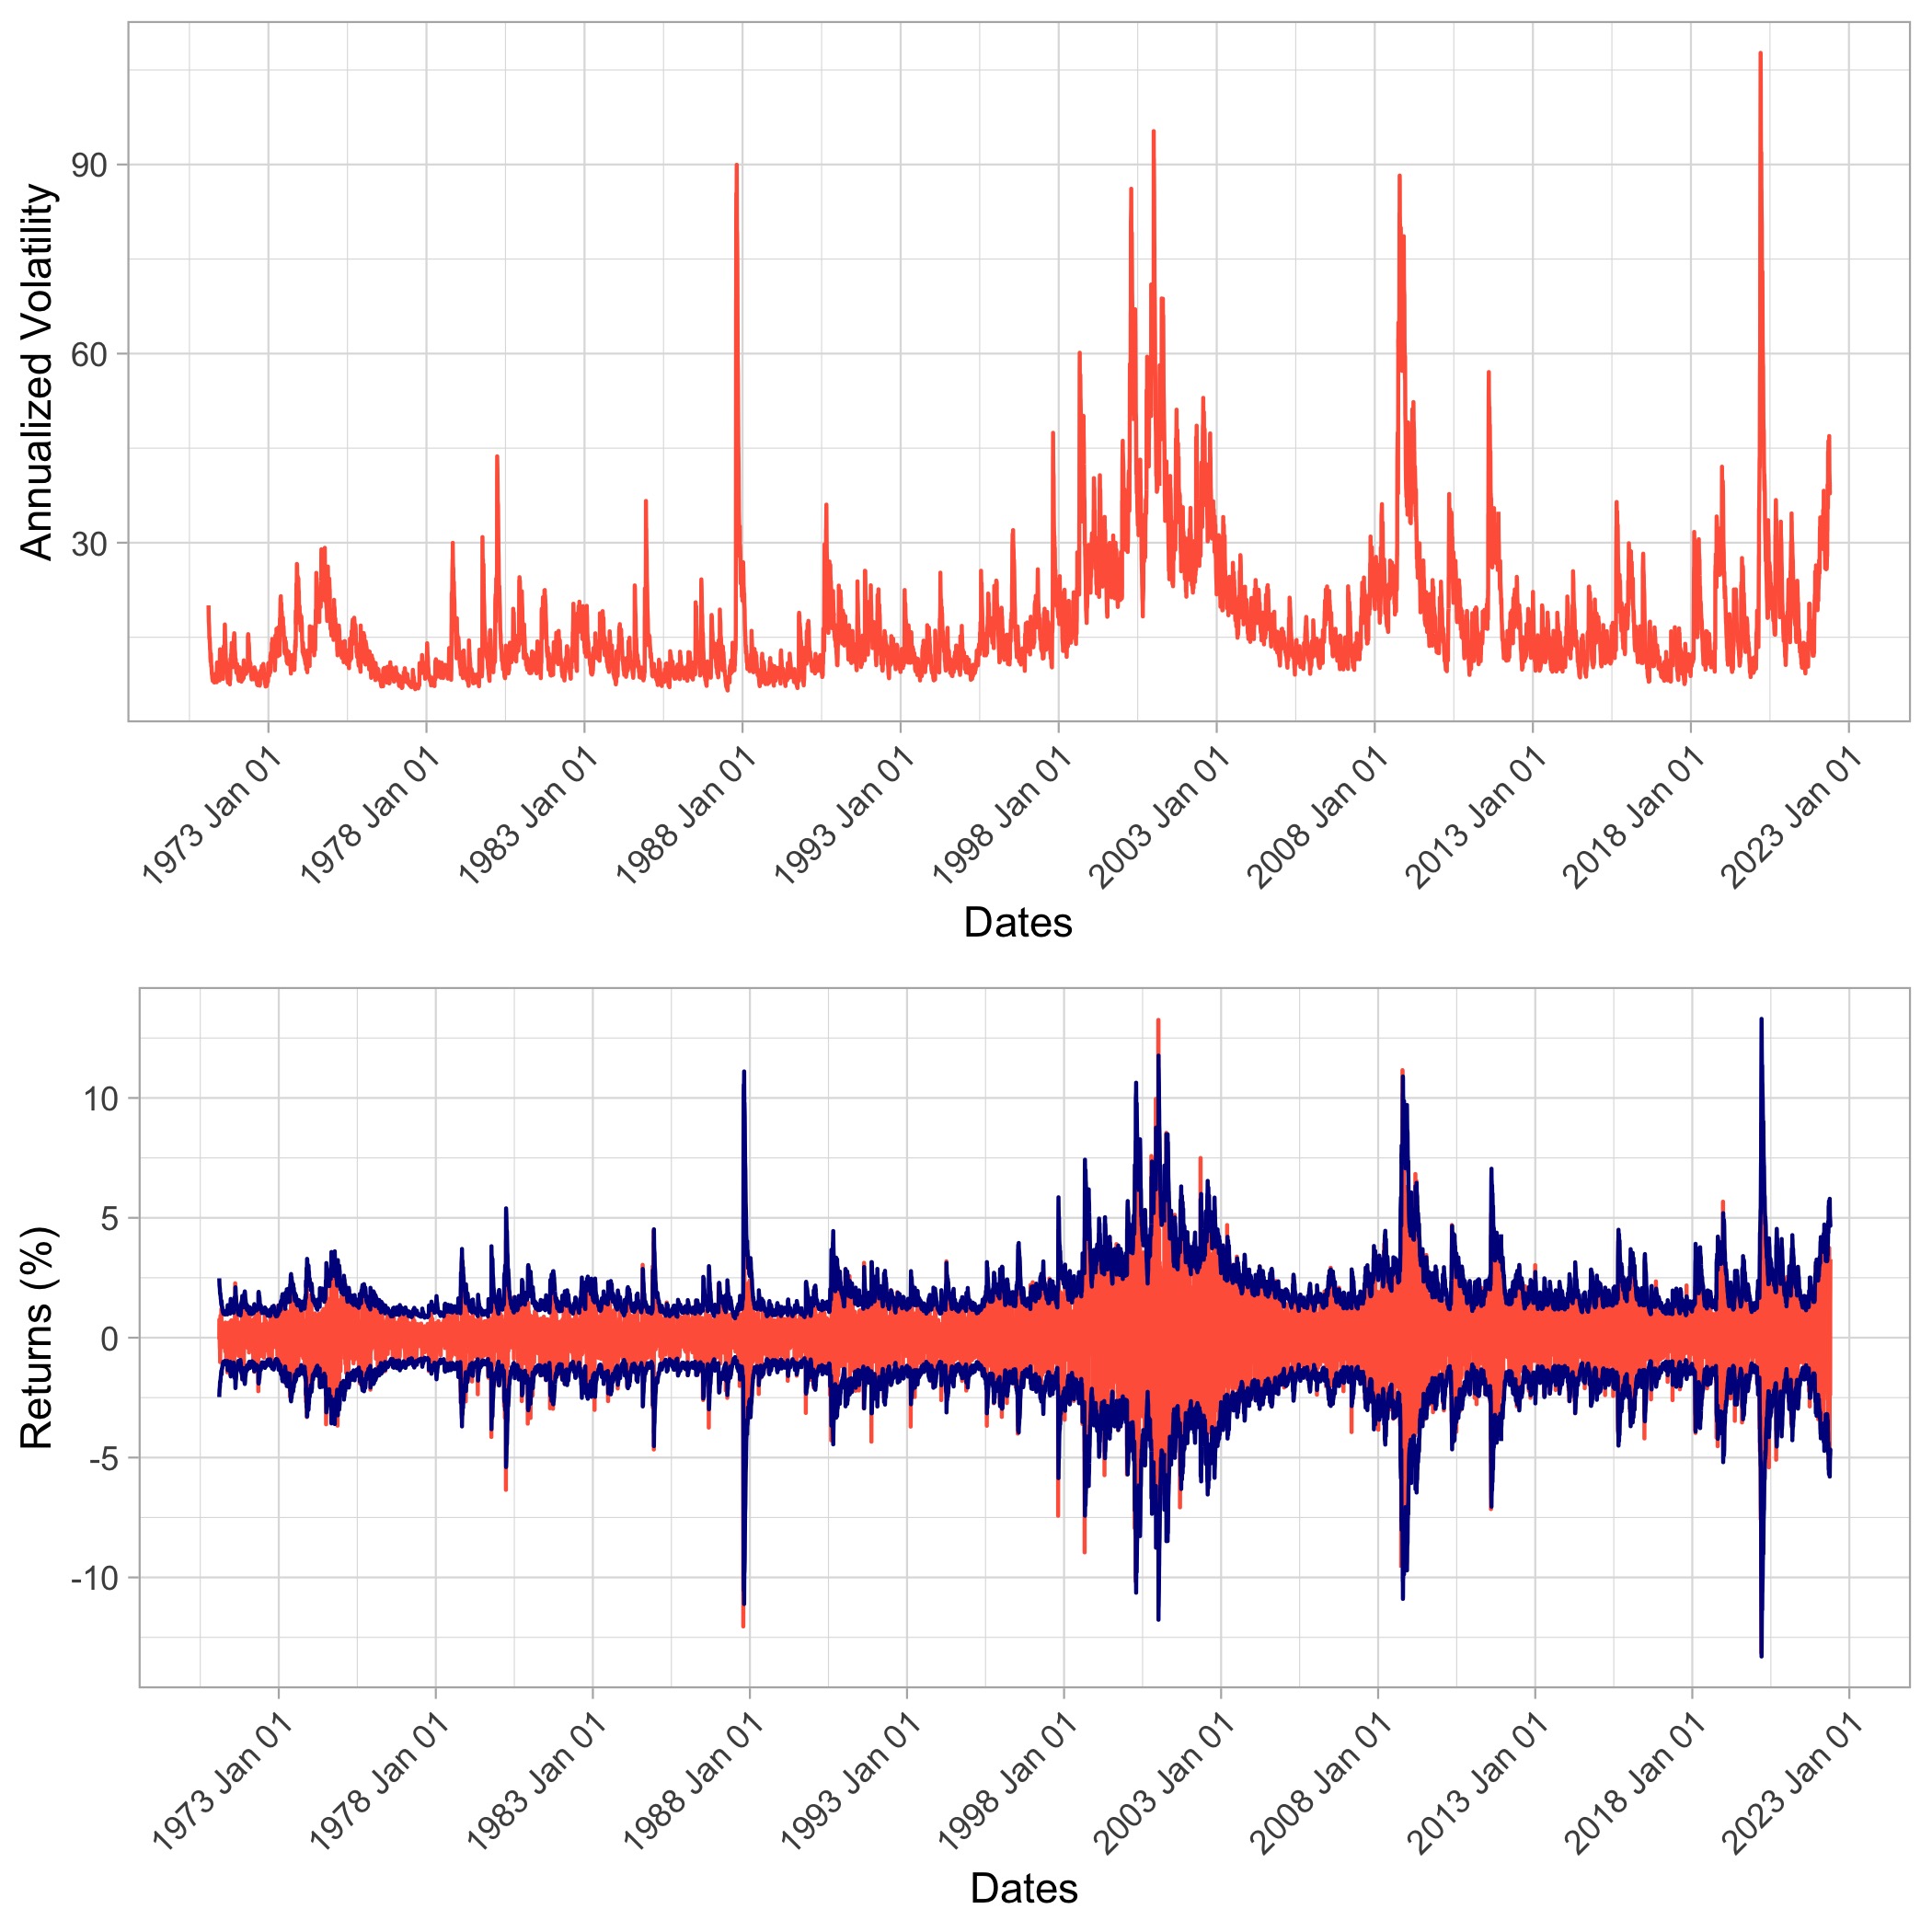 Annualized Volatility
90
60
30
1973 Jan 01
1978 Jan 01
1983 Jan 01
1988 Jan 01
1993 Jan 01
1998 Jan 01
2003 Jan 01
2008 Jan 01
2013 Jan 01
2018 Jan 01
2023 Jan 01
Dates
Returns (%)
10
5
0
-5
-10
1973 Jan 01
1978 Jan 01
1983 Jan 01
1988 Jan 01
1993 Jan 01
1998 Jan 01
2003 Jan 01
2008 Jan 01
2013 Jan 01
2018 Jan 01
2023 Jan 01
Dates